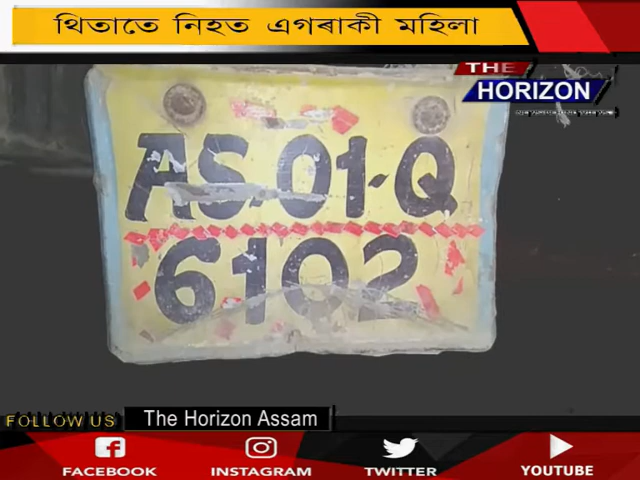 থিতাতে নিহত এগৰাকী মহিলা
THE
HORIZON
AS.01-Q
6102
FOLLOW US
The Horizon Assam
FACEBOOK
INSTAGRAM
TWITTER
YOUTUBE